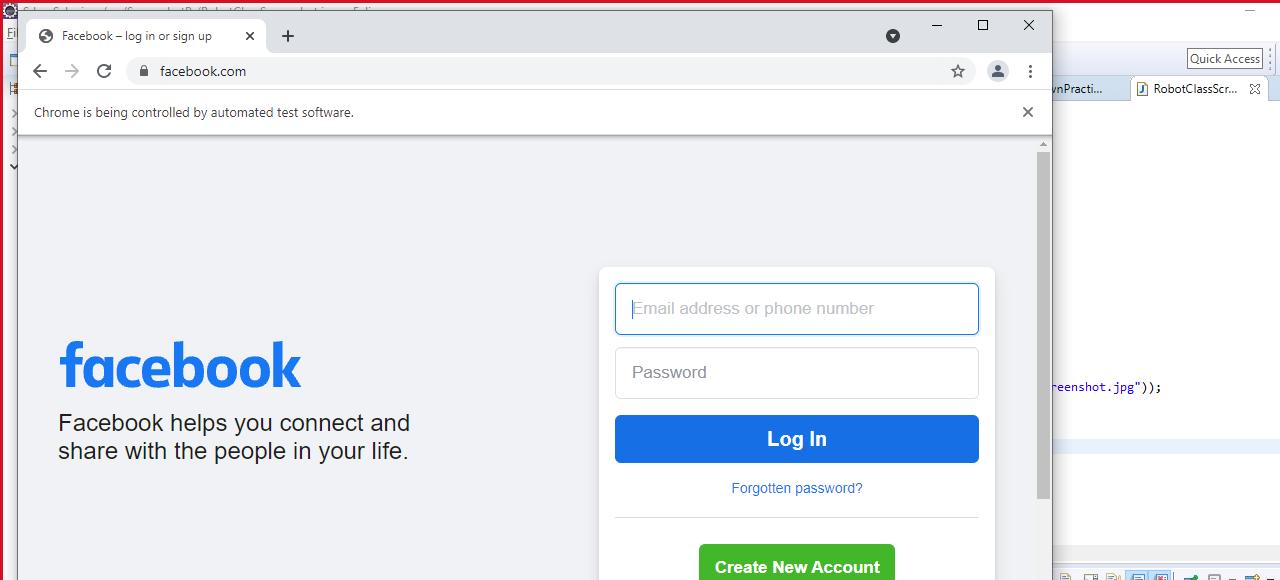 Facebook – log in or sign up
facebook.com
Quick Access
Chrome is being controlled by automated test software.
vnPracti...
RobotClassScr...
Email address or phone number
Password
facebook
Facebook helps you connect and
share with the people in your life.
reenshot.jpg"));
Log In
Forgotten password?
Create New Account